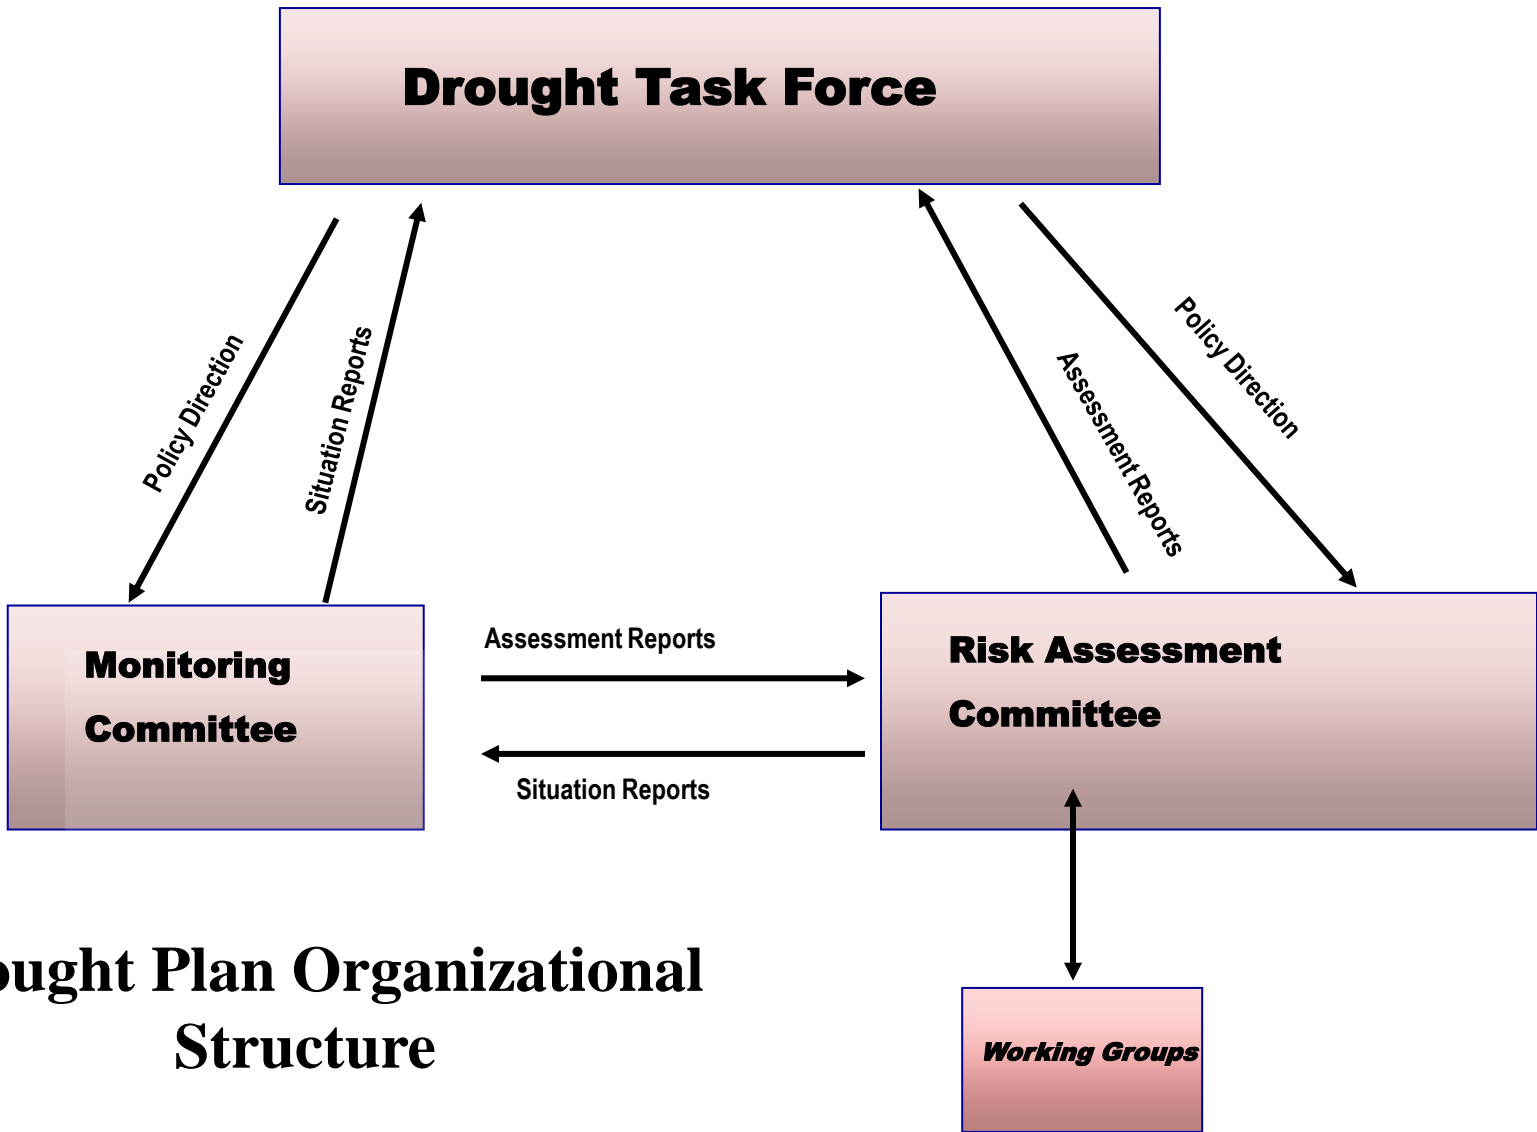 Drought Task Force
Policy Direction
Situation Reports
Assessment Reports
Policy Direction
Monitoring
Committee
Assessment Reports
Situation Reports
Risk Assessment
Committee
ought Plan Organizational
Structure
Working Groups